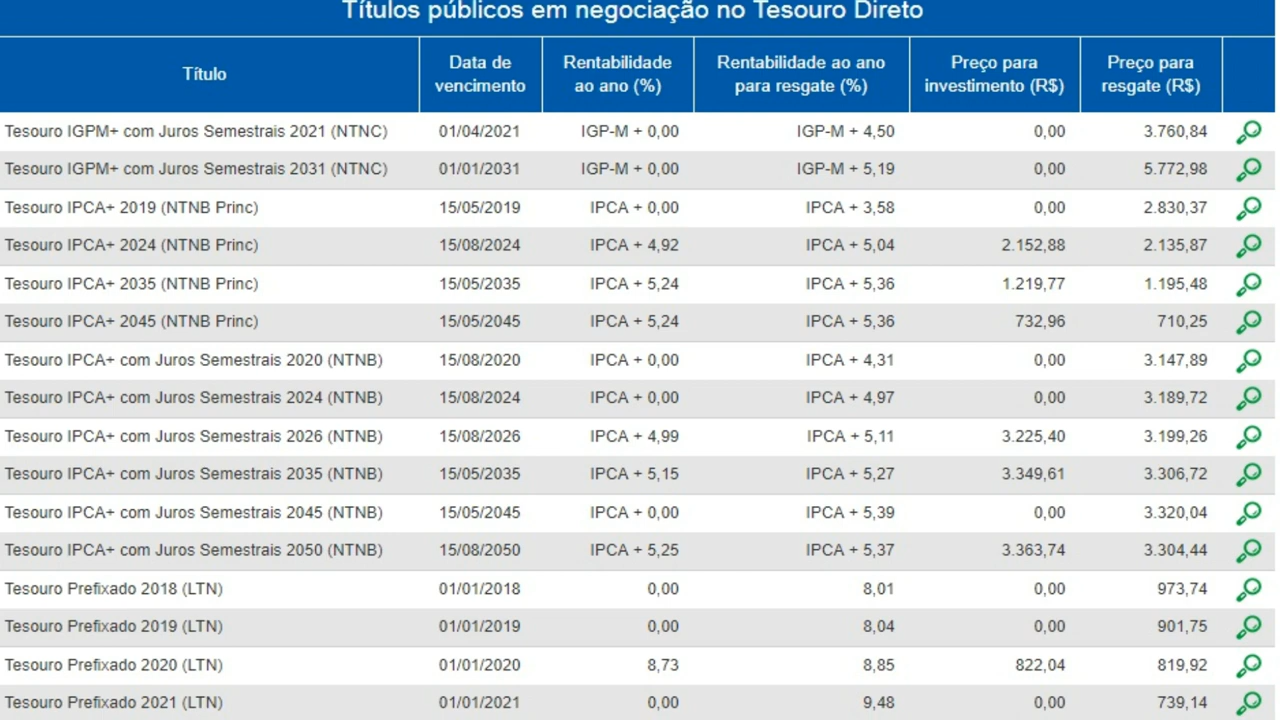 Títulos públicos em negociação no Tesouro Direto
Título Data de vencimento Rentabilidade ao ano (%) Rentabilidade ao ano para resgate (%) Preço para investimento (R$) Preço para resgate (R$)
Tesouro IGPM+ com Juros Semestrais 2021 (NTNC) 01/04/2021 IGP-M + 0,00 IGP-M + 4,50 0,00 3.760,84
Tesouro IGPM+ com Juros Semestrais 2031 (NTNC) 01/01/2031 IGP-M + 0,00 IGP-M + 5,19 0,00 5.772,98
Tesouro IPCA+ 2019 (NTNB Princ) 15/05/2019 IPCA + 0,00 IPCA + 3,58 0,00 2.830,37
Tesouro IPCA+ 2024 (NTNB Princ) 15/08/2024 IPCA + 4,92 IPCA + 5,04 2.152,88 2.135,87
Tesouro IPCA+ 2035 (NTNB Princ) 15/05/2035 IPCA + 5,24 IPCA + 5,36 1.219,77 1.195,48
Tesouro IPCA+ 2045 (NTNB Princ) 15/05/2045 IPCA + 5,24 IPCA + 5,36 732,96 710,25
Tesouro IPCA+ com Juros Semestrais 2020 (NTNB) 15/08/2020 IPCA + 0,00 IPCA + 4,31 0,00 3.147,89
Tesouro IPCA+ com Juros Semestrais 2024 (NTNB) 15/08/2024 IPCA + 0,00 IPCA + 4,97 0,00 3.189,72
Tesouro IPCA+ com Juros Semestrais 2026 (NTNB) 15/08/2026 IPCA + 4,99 IPCA + 5,11 3.225,40 3.199,26
Tesouro IPCA+ com Juros Semestrais 2035 (NTNB) 15/05/2035 IPCA + 5,15 IPCA + 5,27 3.349,61 3.306,72
Tesouro IPCA+ com Juros Semestrais 2045 (NTNB) 15/05/2045 IPCA + 0,00 IPCA + 5,39 0,00 3.320,04
Tesouro IPCA+ com Juros Semestrais 2050 (NTNB) 15/08/2050 IPCA + 5,25 IPCA + 5,37 3.363,74 3.304,44
Tesouro Prefixado 2018 (LTN) 01/01/2018 0,00 8,01 0,00 973,74
Tesouro Prefixado 2019 (LTN) 01/01/2019 0,00 8,04 0,00 901,75
Tesouro Prefixado 2020 (LTN) 01/01/2020 8,73 8,85 822,04 819,92
Tesouro Prefixado 2021 (LTN) 01/01/2021 0,00 9,48 0,00 739,14